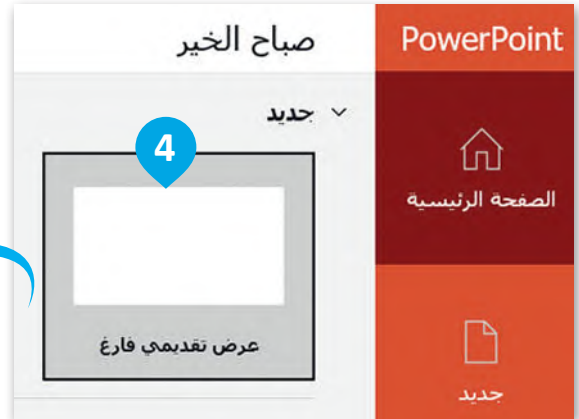 PowerPoint
الصفحة الرئيسية
جديد
صباح الخير
جديد
4
عرض تقديمي فارغ